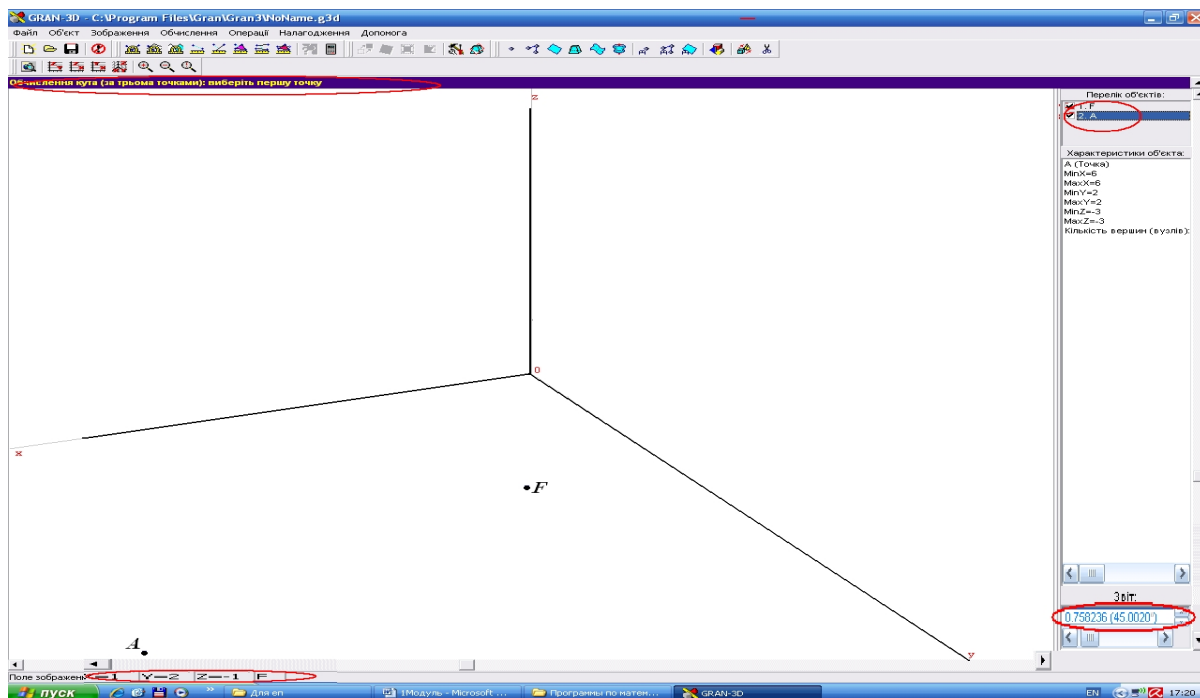 GRAN-3D - C:\Program Files\Gran\Gran3\NoName.g3d
Файл Об'єкт Зображення Обчислення Операції Налагодження Допомога
Обчислення кута (за трьома точками): виберіть першу точку
Перелік об'єктів:
1. F
2. A
Характеристики об'єкта:
A (Точка)
MinX=6
MaxX=6
MinY=2
MaxY=2
MinZ=-3
MaxZ=-3
Кількість вершин (вузлів):
z
0
x
F
A
y
Звіт:
0.758236 (45.0020°)
Поле зображен =1 Y=2 Z=-1 F
пуск Для еп 1Модуль - Microsoft ... Программы по матем... GRAN-3D EN 17:20